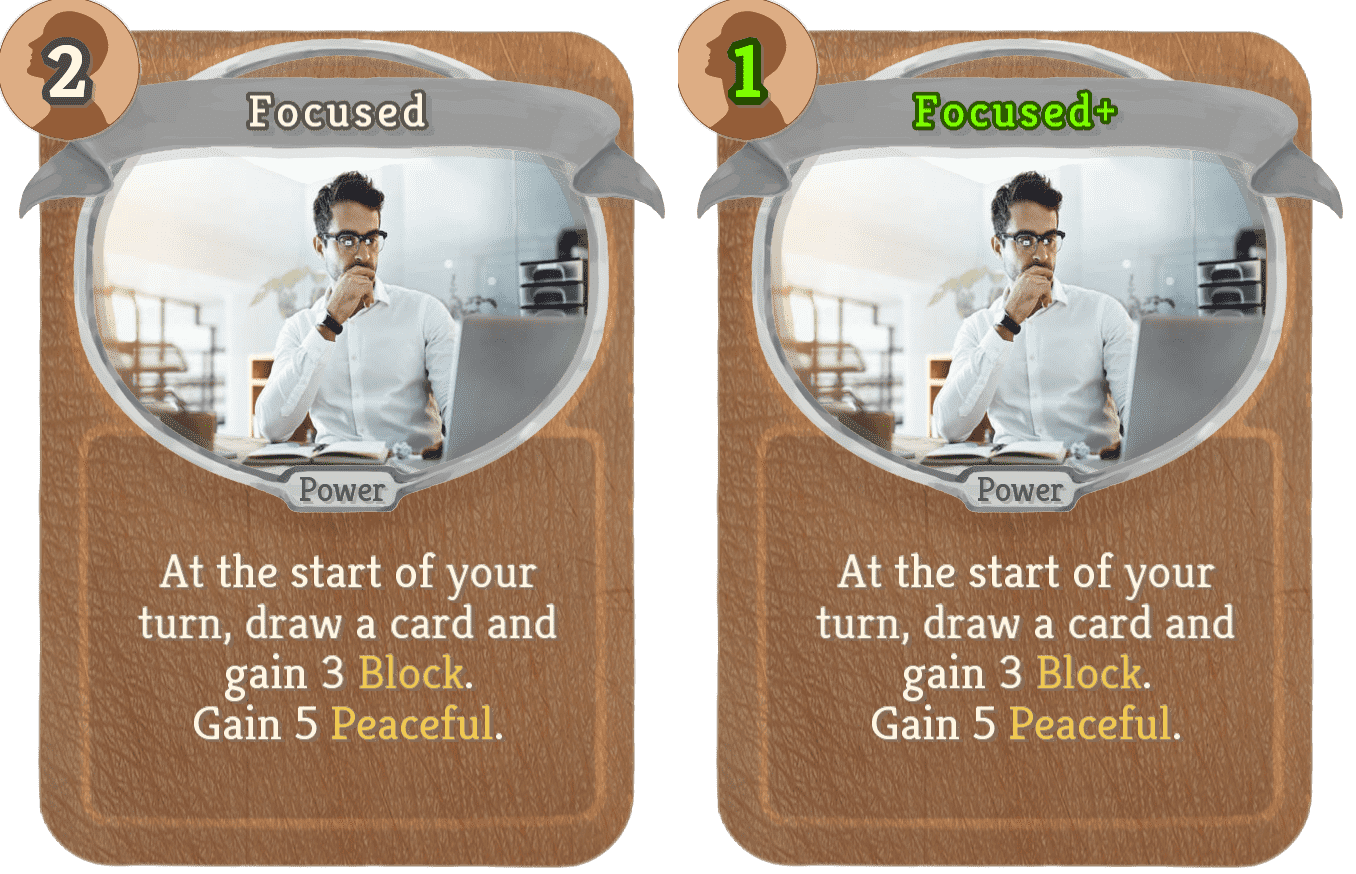 2
Focused
Power
At the start of your
turn, draw a card and
gain 3 Block.
Gain 5 Peaceful.
1
Focused+
Power
At the start of your
turn, draw a card and
gain 3 Block.
Gain 5 Peaceful.